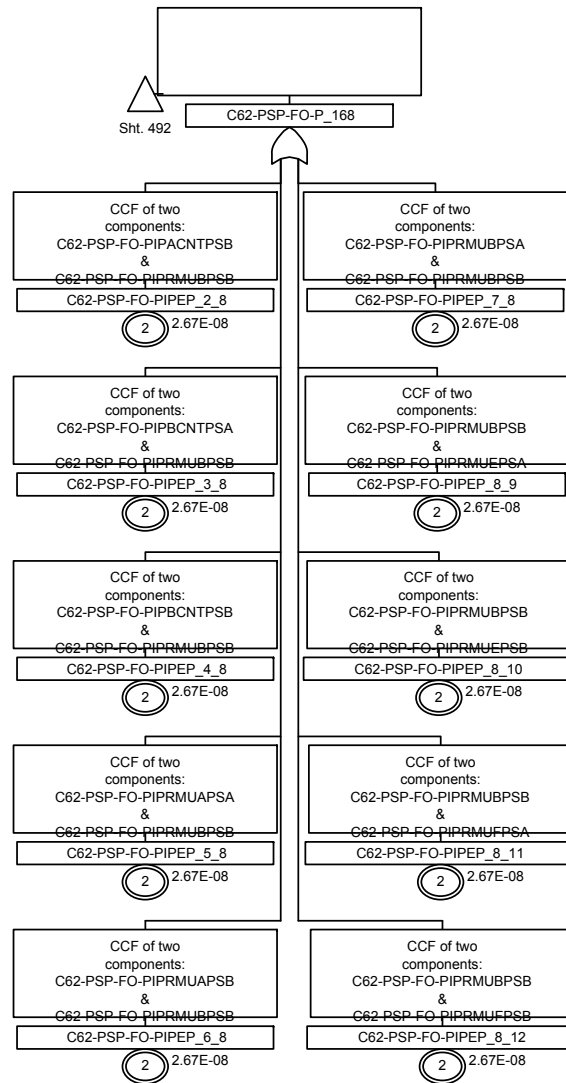 Sht. 492
C62-PSP-FO-P_168
CCF of two
components:
C62-PSP-FO-PIPACNTPSB
&
C62-PSP-FO-PIPRMUBPSB
C62-PSP-FO-PIPEP_2_8
2
2.67E-08
CCF of two
components:
C62-PSP-FO-PIPRMUBPSA
&
C62-PSP-FO-PIPRMUBPSB
C62-PSP-FO-PIPEP_7_8
2
2.67E-08
CCF of two
components:
C62-PSP-FO-PIPBCNTPSA
&
C62-PSP-FO-PIPRMUBPSB
C62-PSP-FO-PIPEP_3_8
2
2.67E-08
CCF of two
components:
C62-PSP-FO-PIPRMUBPSB
&
C62-PSP-FO-PIPRMUEPSA
C62-PSP-FO-PIPEP_8_9
2
2.67E-08
CCF of two
components:
C62-PSP-FO-PIPBCNTPSB
&
C62-PSP-FO-PIPRMUBPSB
C62-PSP-FO-PIPEP_4_8
2
2.67E-08
CCF of two
components:
C62-PSP-FO-PIPRMUBPSB
&
C62-PSP-FO-PIPRMUEPSB
C62-PSP-FO-PIPEP_8_10
2
2.67E-08
CCF of two
components:
C62-PSP-FO-PIPRMUAPSA
&
C62-PSP-FO-PIPRMUBPSB
C62-PSP-FO-PIPEP_5_8
2
2.67E-08
CCF of two
components:
C62-PSP-FO-PIPRMUBPSB
&
C62-PSP-FO-PIPRMUFPSA
C62-PSP-FO-PIPEP_8_11
2
2.67E-08
CCF of two
components:
C62-PSP-FO-PIPRMUAPSB
&
C62-PSP-FO-PIPRMUBPSB
C62-PSP-FO-PIPEP_6_8
2
2.67E-08
CCF of two
components:
C62-PSP-FO-PIPRMUBPSB
&
C62-PSP-FO-PIPRMUFPSB
C62-PSP-FO-PIPEP_8_12
2
2.67E-08